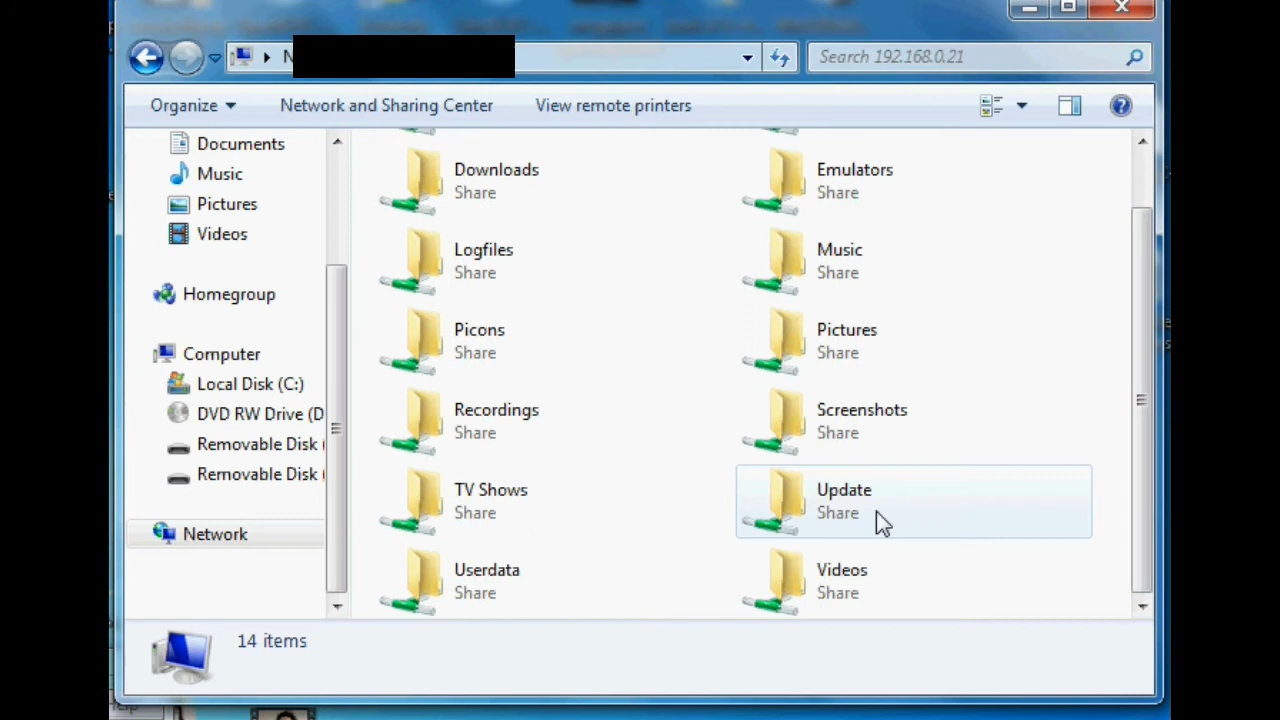 N
Search 192.168.0.21
Organize
Network and Sharing Center
View remote printers
Documents
Music
Pictures
Videos
Homegroup
Computer
Local Disk (C:)
DVD RW Drive (D
Removable Disk (
Removable Disk (
Network
Downloads
Share
Emulators
Share
Logfiles
Share
Music
Share
Picons
Share
Pictures
Share
Recordings
Share
Screenshots
Share
TV Shows
Share
Update
Share
Userdata
Share
Videos
Share
14 items